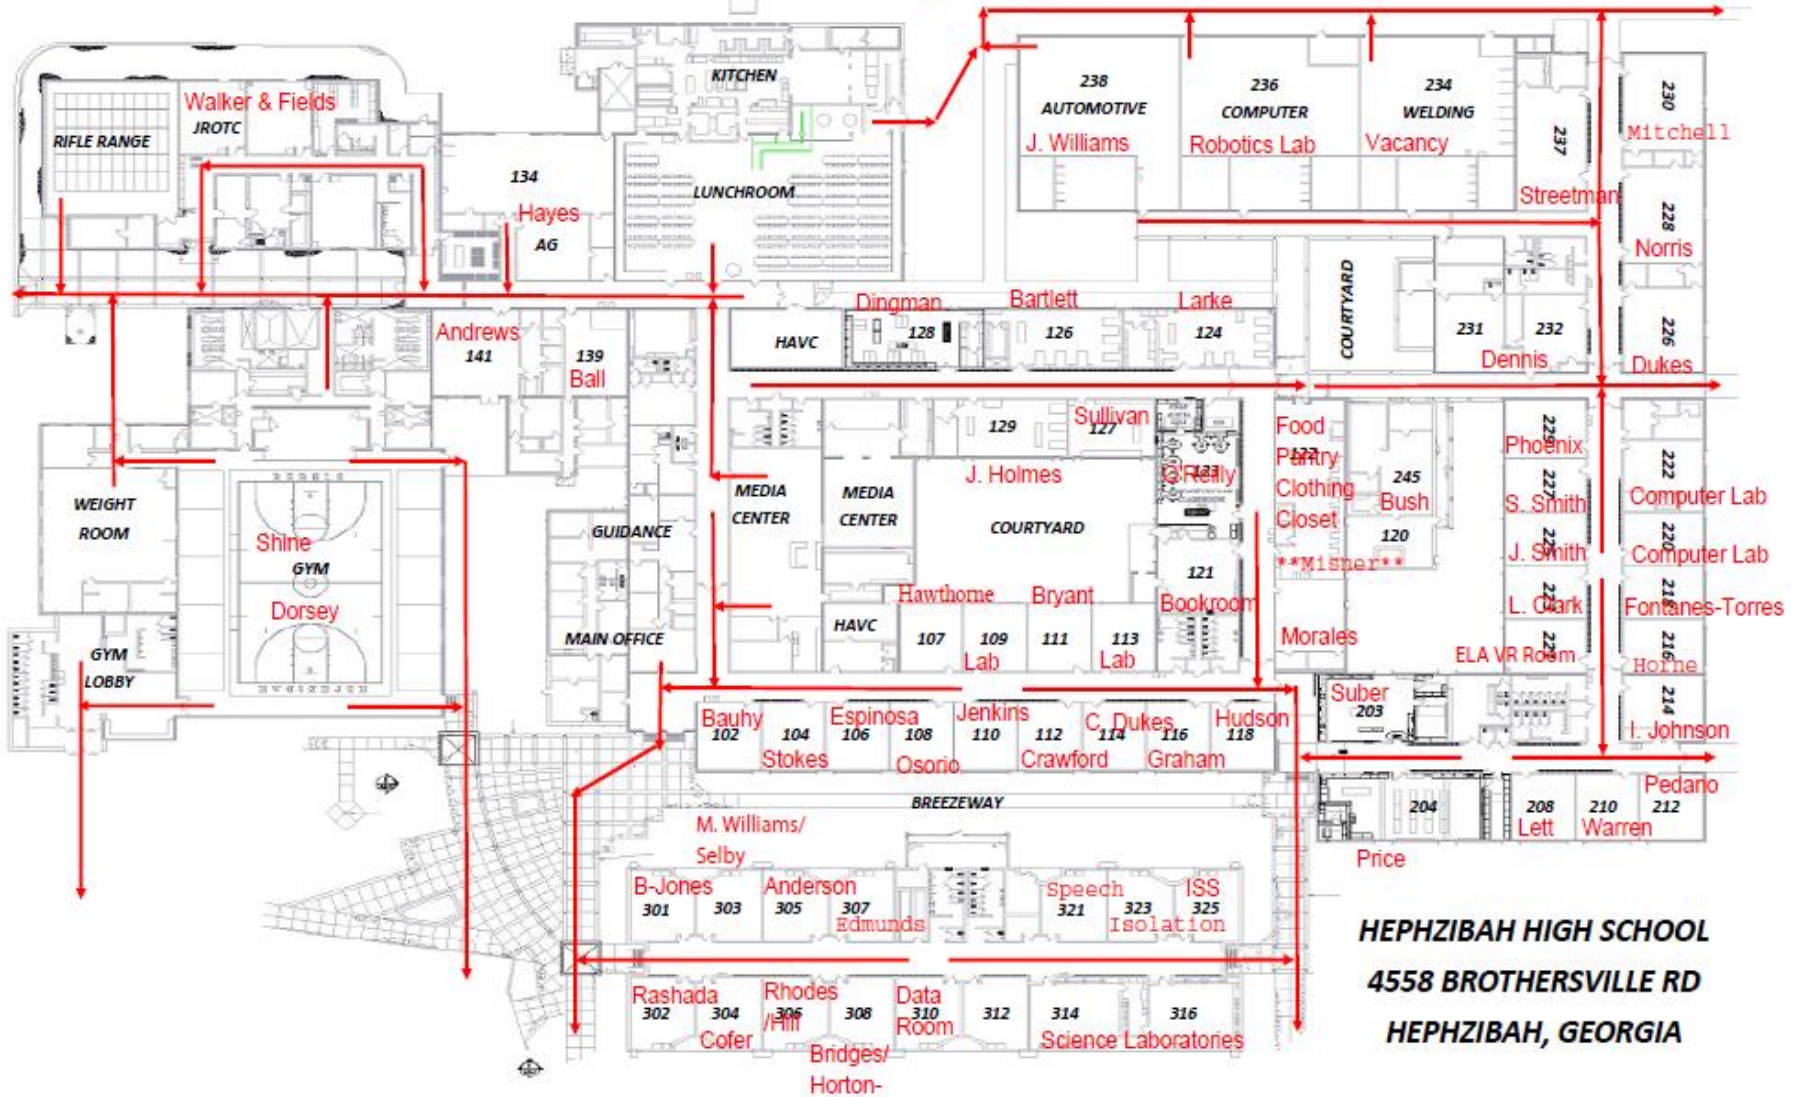 KITCHEN
238
AUTOMOTIVE
J. Williams
236
COMPUTER
Robotics Lab
234
WELDING
Vacancy
237
Streetman
230
Mitchell
228
Norris
226
Dukes
Walker & Fields
JROTC
RIFLE RANGE
134
Hayes
AG
LUNCHROOM
COURTYARD
231
232
Dennis
Andrews
141
139
Ball
HAVC
Dingman
128
Bartlett
126
Larke
124
129
Sullivan
127
J. Holmes
O'Reilly
123
Food
122
Pantry
Clothing
Closet
**Misner**
Morales
245
Bush
120
229
Phoenix
227
S. Smith
225
J. Smith
223
L. Clark
221
ELA VR Room
222
Computer Lab
220
Computer Lab
218
Fontanes-Torres
216
Horne
214
I. Johnson
WEIGHT
ROOM
Shine
GYM
Dorsey
GYM
LOBBY
GUIDANCE
MAIN OFFICE
MEDIA
CENTER
MEDIA
CENTER
COURTYARD
HAVC
Hawthorne
107
109
Lab
Bryant
111
113
Lab
121
Bookroom
Bauhy
102
104
Stokes
Espinosa
106
108
Osorio
Jenkins
110
112
Crawford
C. Dukes
114
116
Graham
Hudson
118
Suber
203
204
Price
208
Lett
210
Warren
Pedano
212
BREEZEWAY
M. Williams/
Selby
B-Jones
301
303
Anderson
305
307
Edmunds
Speech
321
323
Isolation
ISS
325
Rashada
302
304
Cofer
Rhodes
306
/Hill
308
Bridges/
Horton-
Data
310
Room
312
314
316
Science Laboratories
HEPHZIBAH HIGH SCHOOL
4558 BROTHERSVILLE RD
HEPHZIBAH, GEORGIA